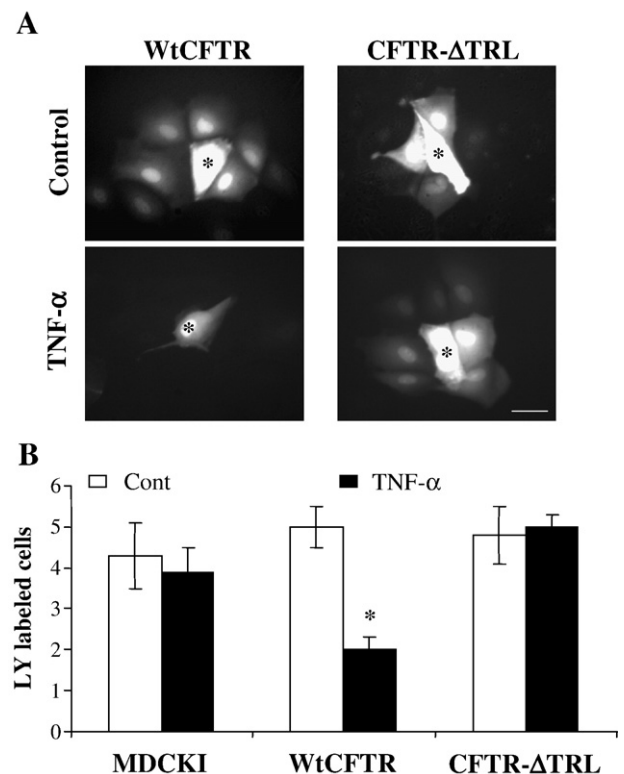 A
WtCFTR CFTR-ΔTRL
Control
*
*
TNF-α
*
*
B
Cont TNF-α
6
5
4
3
2
1
0
LY labeled cells
*
MDCKI WtCFTR CFTR-ΔTRL